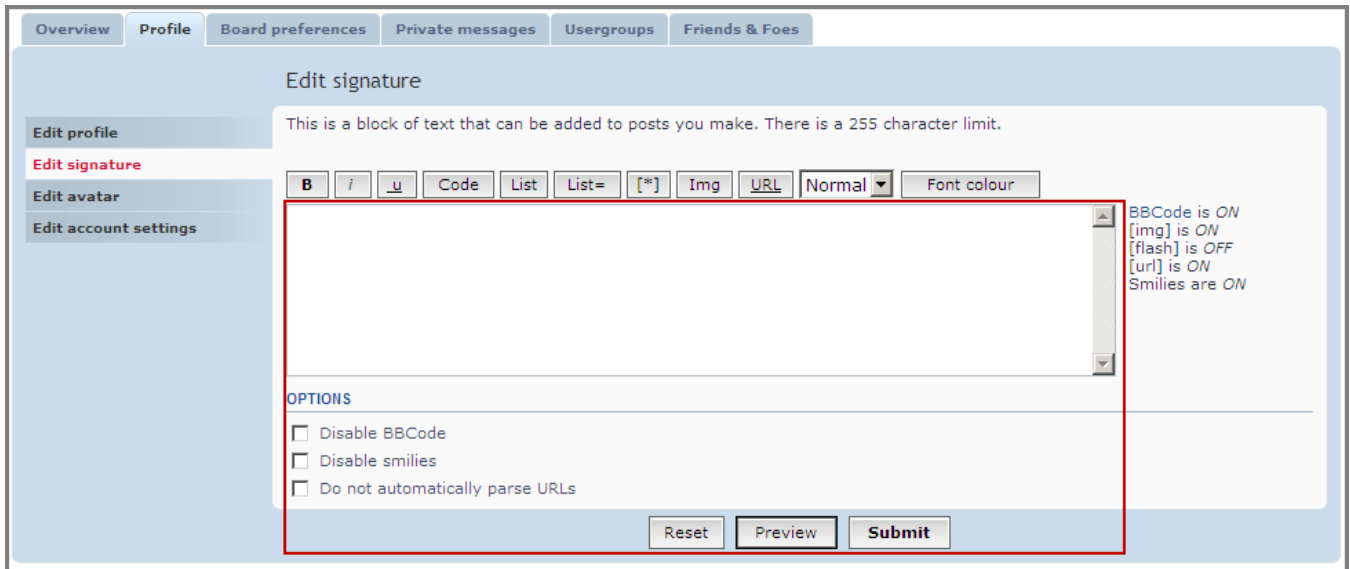 Overview Profile Board preferences Private messages Usergroups Friends & Foes
Edit signature
Edit profile
Edit signature
Edit avatar
Edit account settings
This is a block of text that can be added to posts you make. There is a 255 character limit.
B i u Code List List= [*] Img URL Normal Font colour
BBCode is ON
[img] is ON
[flash] is OFF
[url] is ON
Smilies are ON
OPTIONS
Disable BBCode
Disable smilies
Do not automatically parse URLs
Reset Preview Submit